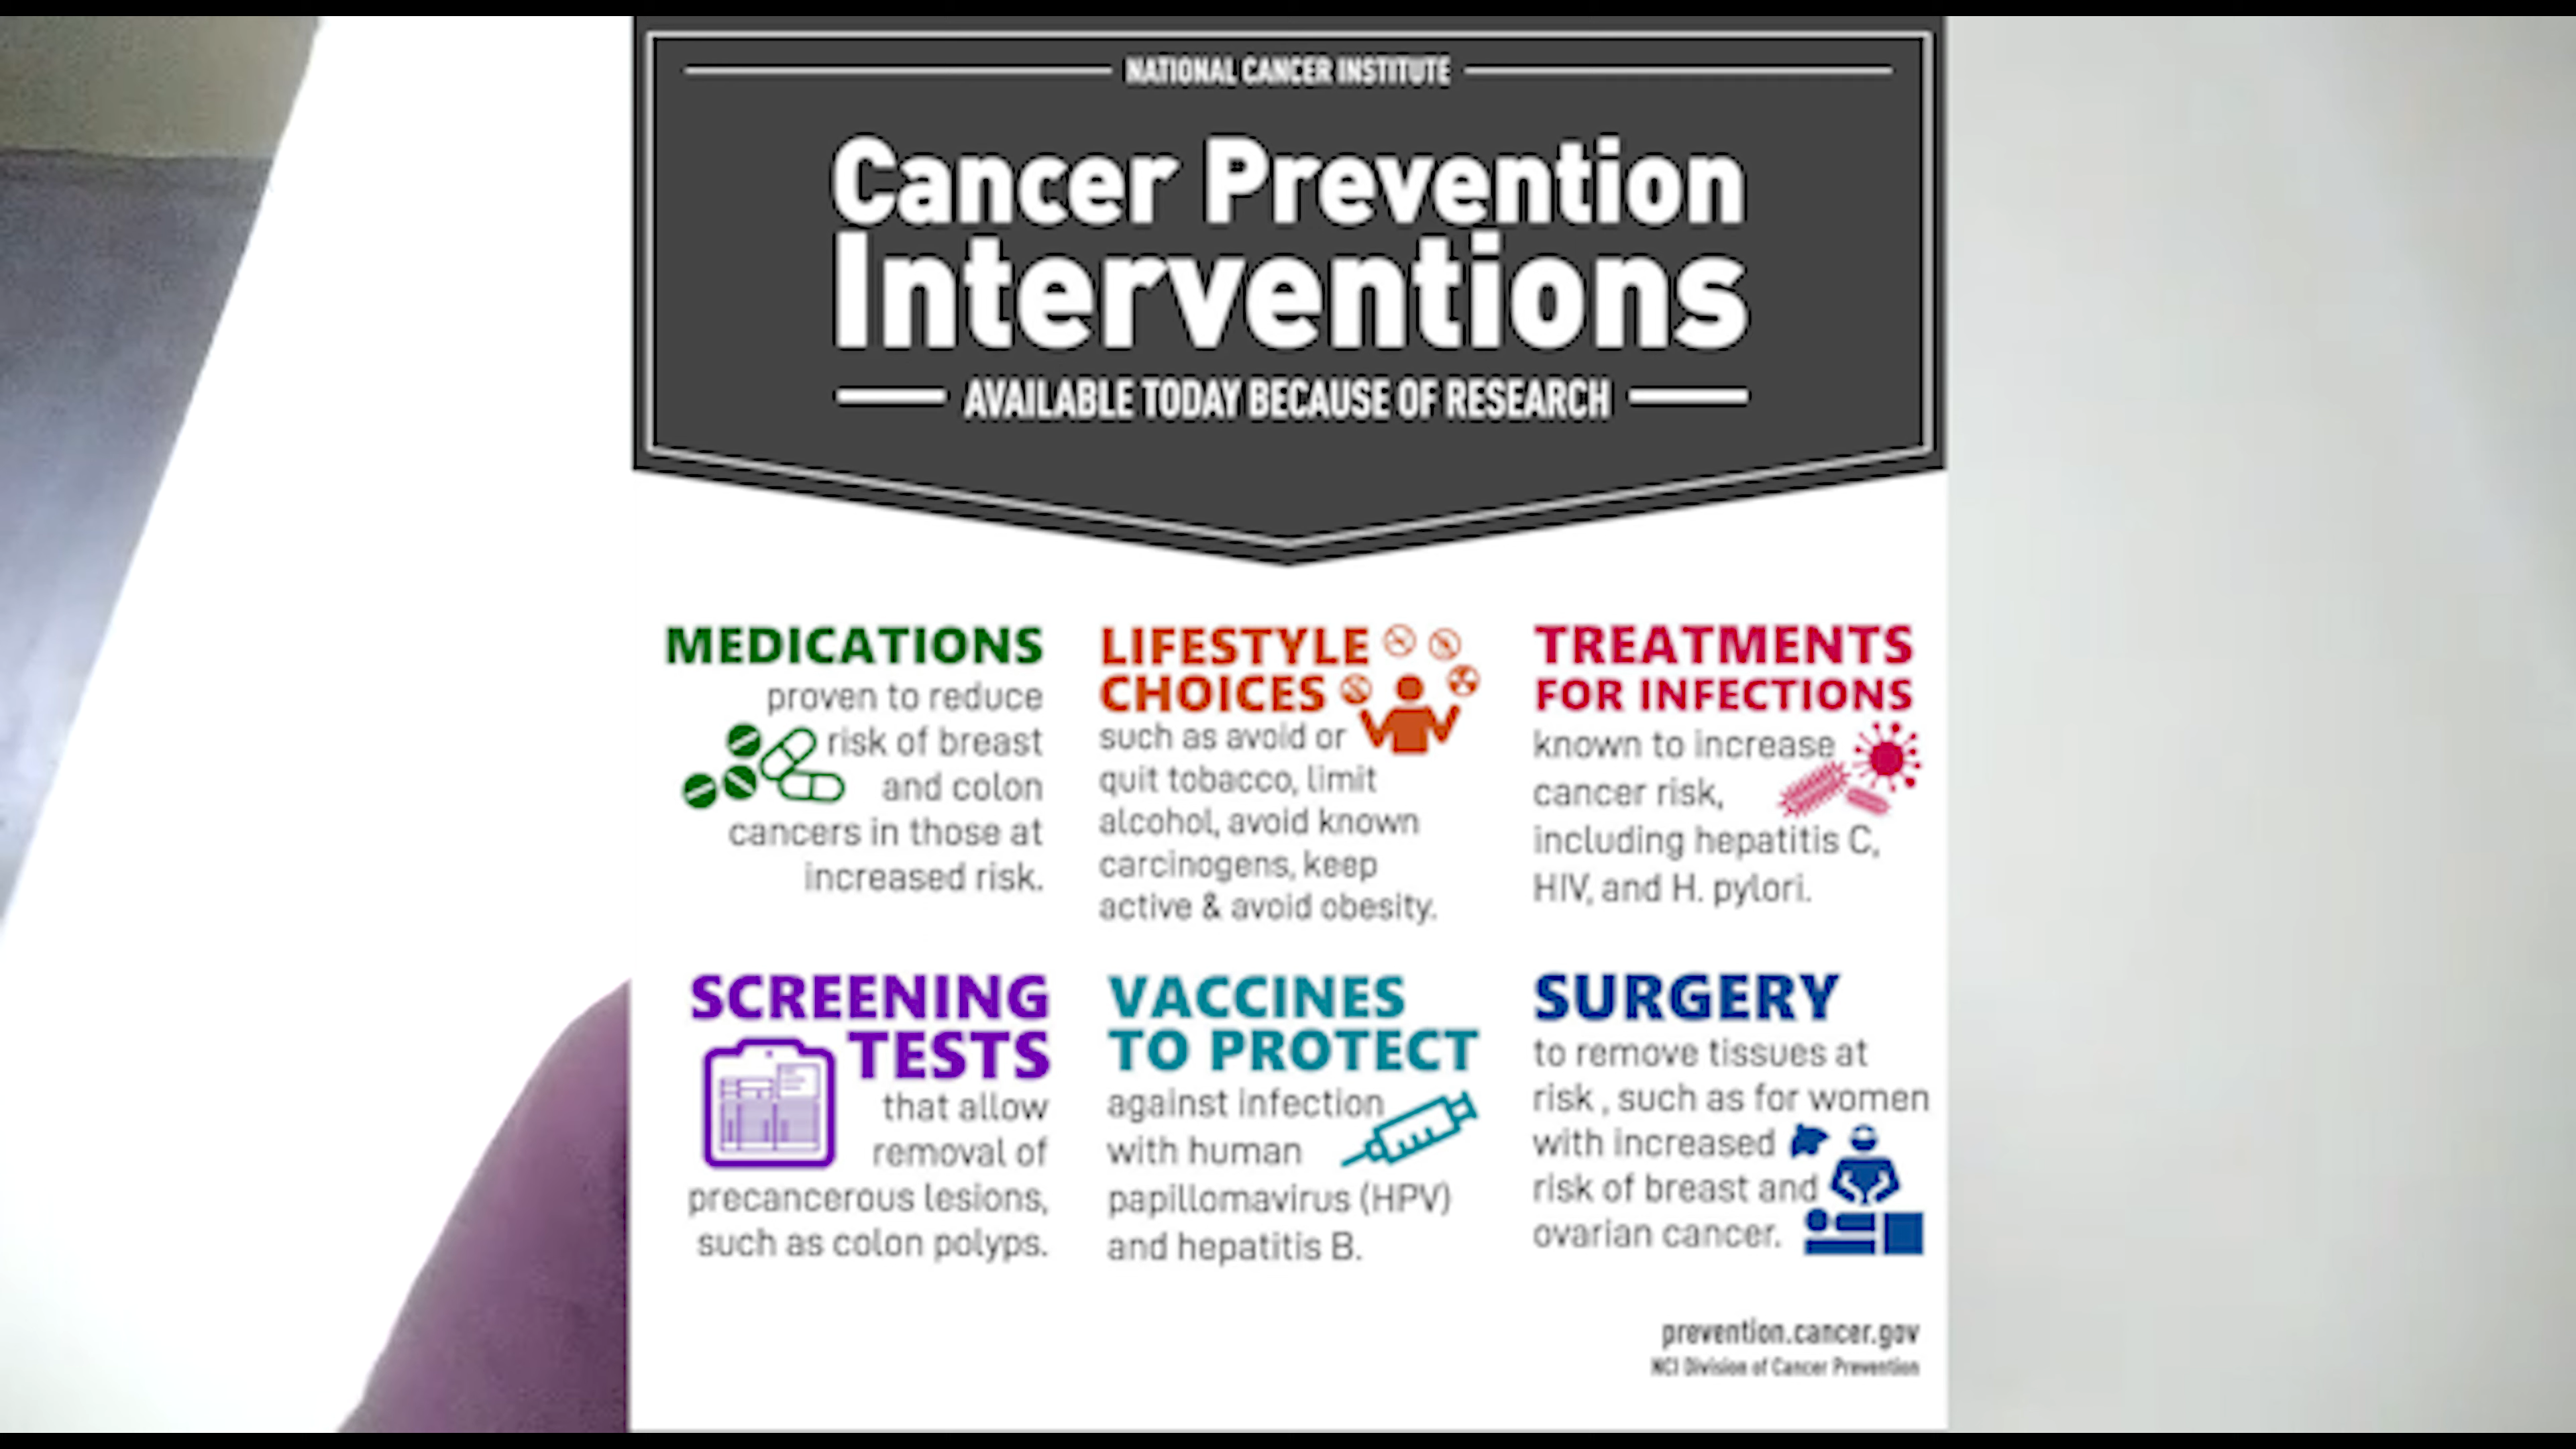 NATIONAL CANCER INSTITUTE
Cancer Prevention
Interventions
AVAILABLE TODAY BECAUSE OF RESEARCH
MEDICATIONS
proven to reduce
risk of breast
and colon
cancers in those at
increased risk.
LIFESTYLE
CHOICES
such as avoid or
quit tobacco, limit
alcohol, avoid known
carcinogens, keep
active & avoid obesity.
TREATMENTS
FOR INFECTIONS
known to increase
cancer risk,
including hepatitis C,
HIV, and H. pylori.
SCREENING
TESTS
that allow
removal of
precancerous lesions,
such as colon polyps.
VACCINES
TO PROTECT
against infection
with human
papillomavirus (HPV)
and hepatitis B.
SURGERY
to remove tissues at
risk , such as for women
with increased
risk of breast and
ovarian cancer.
prevention.cancer.gov
NCI Division of Cancer Prevention